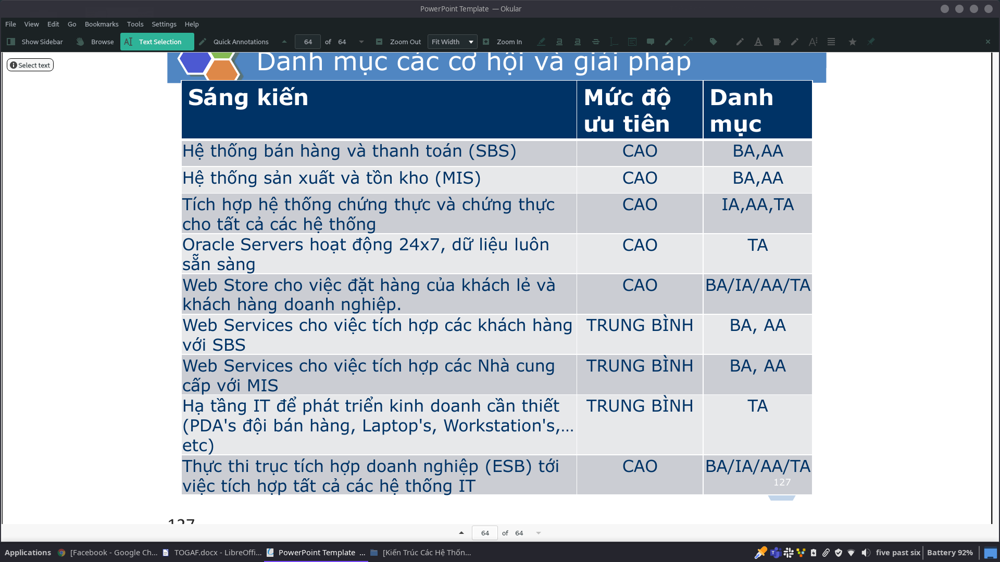 PowerPoint Template — Okular
File View Edit Go Bookmarks Tools Settings Help
Show Sidebar Browse Text Selection Quick Annotations 64 of 64 Zoom Out Fit Width Zoom In
Select text
Danh mục các cơ hội và giải pháp
Sáng kiến
Mức độ
ưu tiên
Danh
mục
Hệ thống bán hàng và thanh toán (SBS) CAO BA,AA
Hệ thống sản xuất và tồn kho (MIS) CAO BA,AA
Tích hợp hệ thống chứng thực và chứng thực CAO IA,AA,TA
cho tất cả các hệ thống
Oracle Servers hoạt động 24x7, dữ liệu luôn CAO TA
sẵn sàng
Web Store cho việc đặt hàng của khách lẻ và CAO BA/IA/AA/TA
khách hàng doanh nghiệp.
Web Services cho việc tích hợp các khách hàng TRUNG BÌNH BA, AA
với SBS
Web Services cho việc tích hợp các Nhà cung TRUNG BÌNH BA, AA
cấp với MIS
Hạ tầng IT để phát triển kinh doanh cần thiết TRUNG BÌNH TA
(PDA's đội bán hàng, Laptop's, Workstation's,...
etc)
Thực thi trục tích hợp doanh nghiệp (ESB) tới CAO BA/IA/AA/TA
việc tích hợp tất cả các hệ thống IT
127
127
64 of 64
Applications [Facebook - Google Ch... TOGAF.docx - LibreOffi... PowerPoint Template ... [Kiến Trúc Các Hệ Thốn... five past six Battery 92%